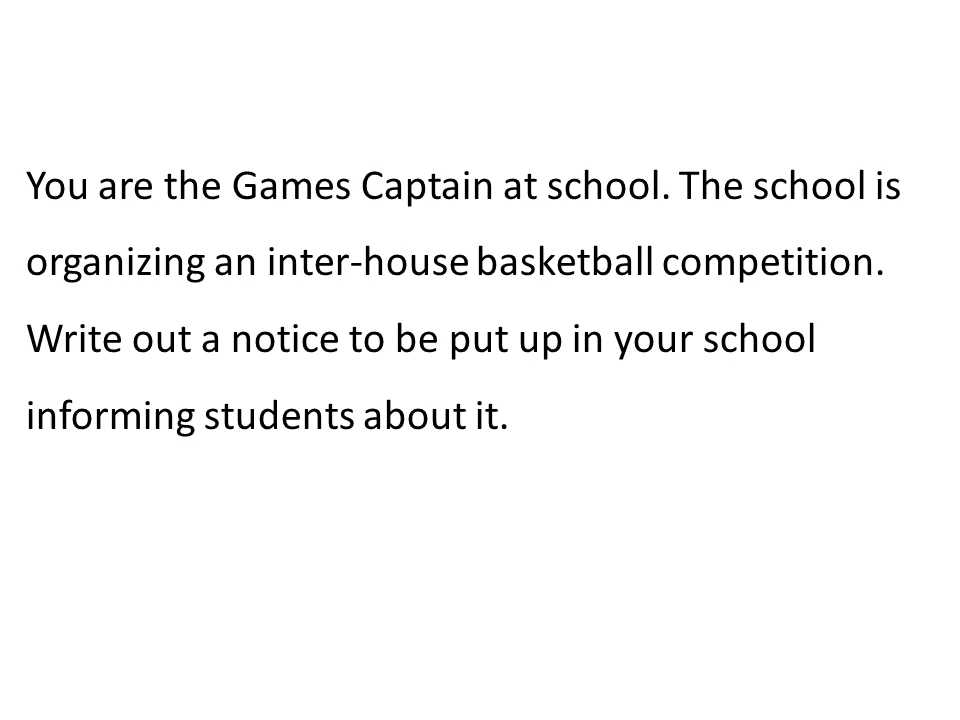 You are the Games Captain at school. The school is
organizing an inter-house basketball competition.
Write out a notice to be put up in your school
informing students about it.